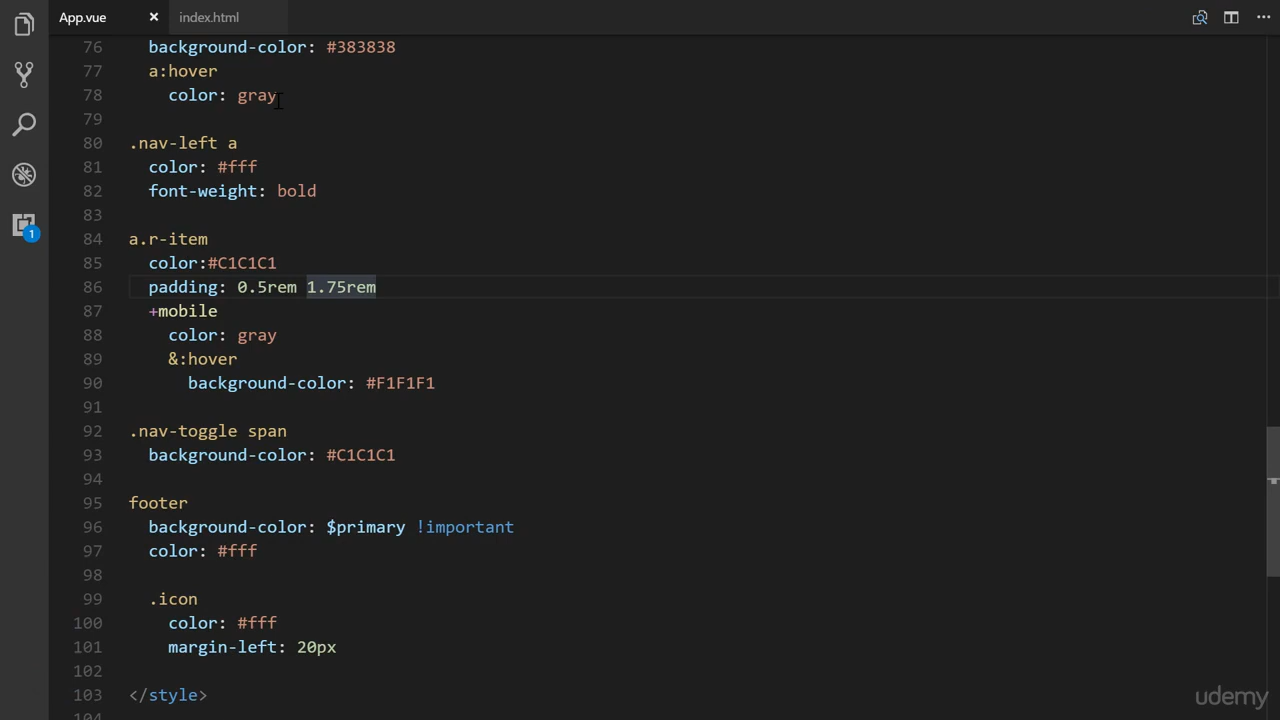 App.vue × index.html
76 background-color: #383838
77 a:hover
78 color: gray
79
80 .nav-left a
81 color: #fff
82 font-weight: bold
83
84 a.r-item
85 color:#C1C1C1
86 padding: 0.5rem 1.75rem
87 +mobile
88 color: gray
89 &:hover
90 background-color: #F1F1F1
91
92 .nav-toggle span
93 background-color: #C1C1C1
94
95 footer
96 background-color: $primary !important
97 color: #fff
98
99 .icon
100 color: #fff
101 margin-left: 20px
102
103 </style>
104
1
udemy